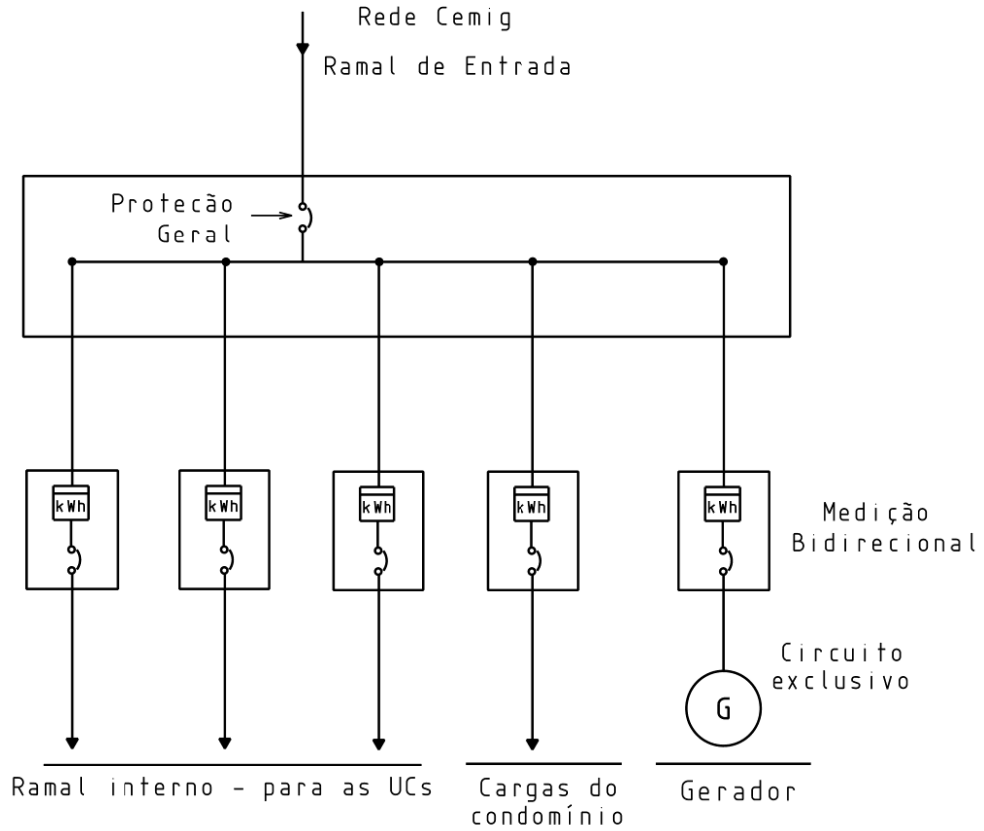 Rede Cemig
Ramal de Entrada
Protecão
Geral
kWh
kWh
kWh
kWh
kWh
Medição
Bidirecional
Circuito
exclusivo
G
Ramal interno - para as UCs
Cargas do
condomínio
Gerador